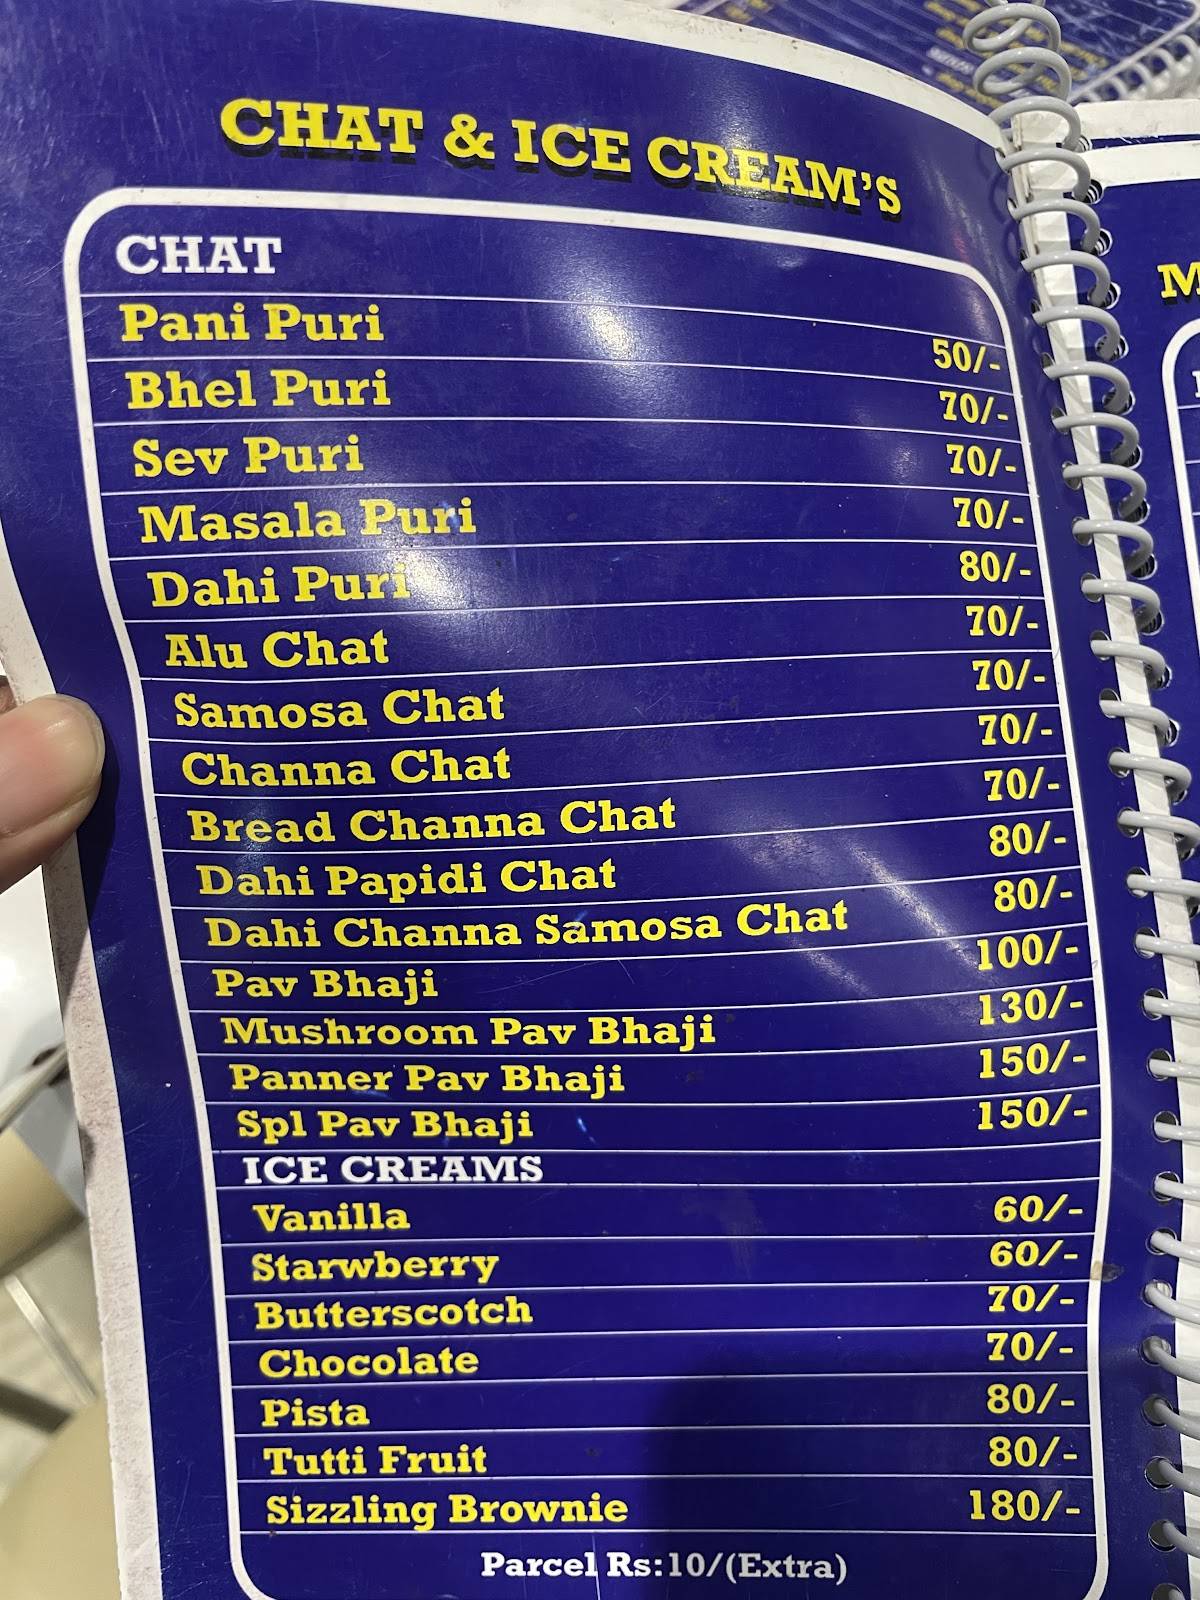 CHAT & ICE CREAM'S
CHAT
Pani Puri 50/-
Bhel Puri 70/-
Sev Puri 70/-
Masala Puri 70/-
Dahi Puri 80/-
Alu Chat 70/-
Samosa Chat 70/-
Channa Chat 70/-
Bread Channa Chat 70/-
Dahi Papidi Chat 80/-
Dahi Channa Samosa Chat 80/-
Pav Bhaji 100/-
Mushroom Pav Bhaji 130/-
Panner Pav Bhaji 150/-
Spl Pav Bhaji 150/-
ICE CREAMS
Vanilla 60/-
Starwberry 60/-
Butterscotch 70/-
Chocolate 70/-
Pista 80/-
Tutti Fruit 80/-
Sizzling Brownie 180/-
Parcel Rs:10/(Extra)